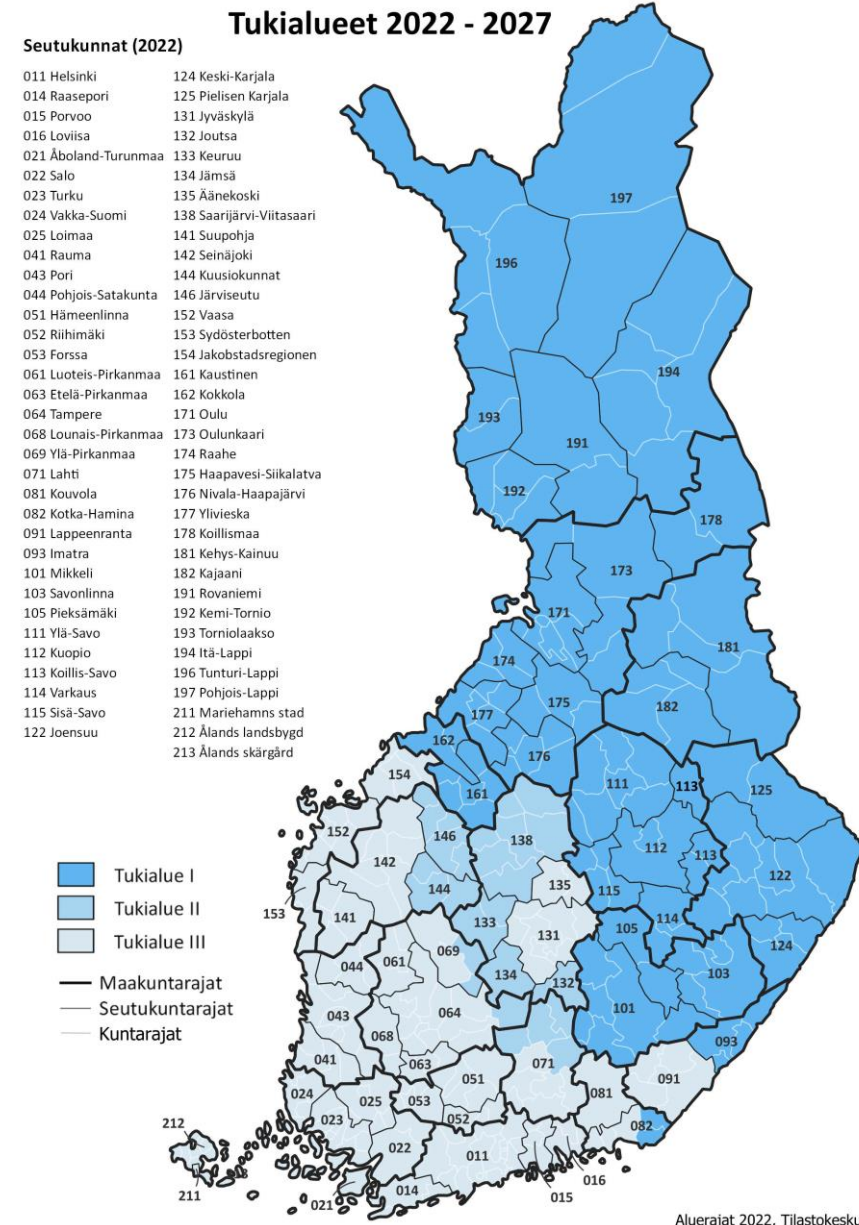 Tukialueet 2022 - 2027
Seutukunnat (2022)
011 Helsinki
014 Raasepori
015 Porvoo
016 Loviisa
021 Åboland-Turunmaa
022 Salo
023 Turku
024 Vakka-Suomi
025 Loimaa
041 Rauma
043 Pori
044 Pohjois-Satakunta
051 Hämeenlinna
052 Riihimäki
053 Forssa
061 Luoteis-Pirkanmaa
063 Etelä-Pirkanmaa
064 Tampere
068 Lounais-Pirkanmaa
069 Ylä-Pirkanmaa
071 Lahti
081 Kouvola
082 Kotka-Hamina
091 Lappeenranta
093 Imatra
101 Mikkeli
103 Savonlinna
105 Pieksämäki
111 Ylä-Savo
112 Kuopio
113 Koillis-Savo
114 Varkaus
115 Sisä-Savo
122 Joensuu
124 Keski-Karjala
125 Pielisen Karjala
131 Jyväskylä
132 Joutsa
133 Keuruu
134 Jämsä
135 Äänekoski
138 Saarijärvi-Viitasaari
141 Suupohja
142 Seinäjoki
144 Kuusiokunnat
146 Järviseutu
152 Vaasa
153 Sydösterbotten
154 Jakobstadsregionen
161 Kaustinen
162 Kokkola
171 Oulu
173 Oulunkaari
174 Raahe
175 Haapavesi-Siikalatva
176 Nivala-Haapajärvi
177 Ylivieska
178 Koillismaa
181 Kehys-Kainuu
182 Kajaani
191 Rovaniemi
192 Kemi-Tornio
193 Torniolaakso
194 Itä-Lappi
196 Tunturi-Lappi
197 Pohjois-Lappi
211 Mariehamns stad
212 Ålands landsbygd
213 Ålands skärgård
Tukialue I
Tukialue II
Tukialue III
Maakuntarajat
Seutukuntarajat
Kuntarajat
197
196
194
193
191
192
178
173
171
181
174
175
177
182
162
176
154
161
111
113
125
152
146
138
142
112
113
122
135
144
115
153
141
133
131
114
105
124
069
044
061
134
132
103
064
101
043
068
093
041
063
071
051
091
024
025
053
081
212
023
052
082
022
011
211
021
014
015
016
Aluerajat 2022, Tilastokesku